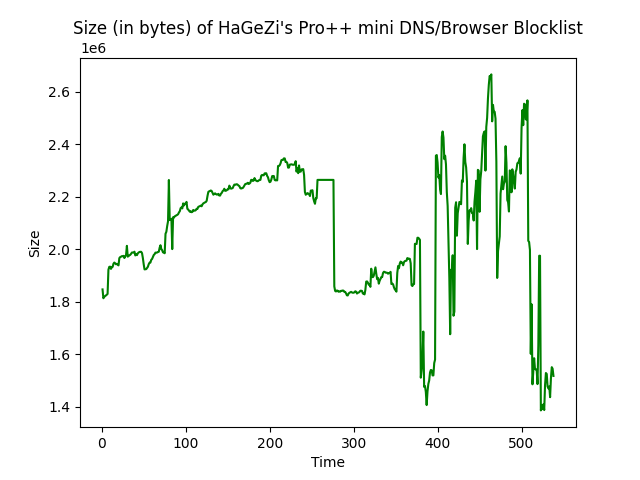 Size (in bytes) of HaGeZi's Pro++ mini DNS/Browser Blocklist
1e6
2.6
2.4
2.2
2.0
1.8
1.6
1.4
Size
0 100 200 300 400 500
Time